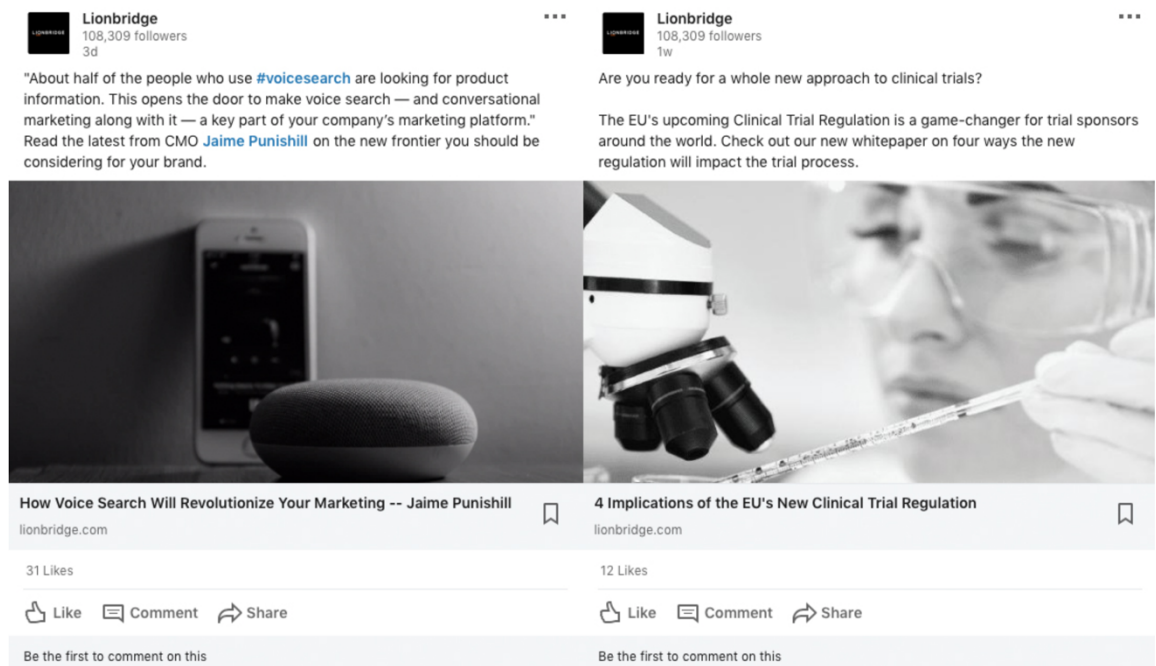 LIONBRIDGE
Lionbridge
108,309 followers
3d
"About half of the people who use #voicesearch are looking for product
information. This opens the door to make voice search — and conversational
marketing along with it — a key part of your company's marketing platform."
Read the latest from CMO Jaime Punishill on the new frontier you should be
considering for your brand.
How Voice Search Will Revolutionize Your Marketing -- Jaime Punishill
lionbridge.com
31 Likes
Like Comment Share
Be the first to comment on this
LIONBRIDGE
Lionbridge
108,309 followers
1w
Are you ready for a whole new approach to clinical trials?
The EU's upcoming Clinical Trial Regulation is a game-changer for trial sponsors
around the world. Check out our new whitepaper on four ways the new
regulation will impact the trial process.
4 Implications of the EU's New Clinical Trial Regulation
lionbridge.com
12 Likes
Like Comment Share
Be the first to comment on this